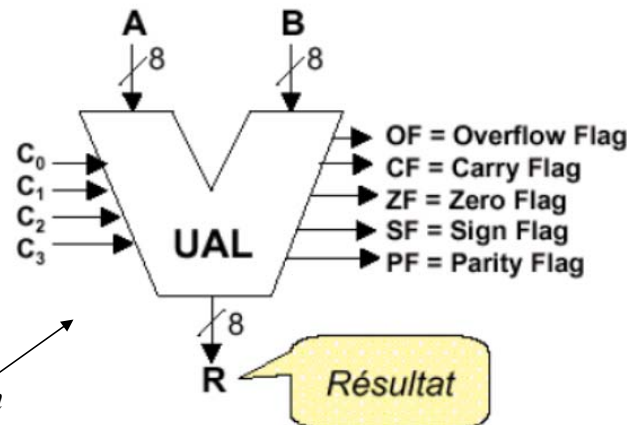 A B
8 8
OF = Overflow Flag
CF = Carry Flag
ZF = Zero Flag
SF = Sign Flag
PF = Parity Flag
C₀
C₁
C₂
C₃
UAL
8
R
Résultat